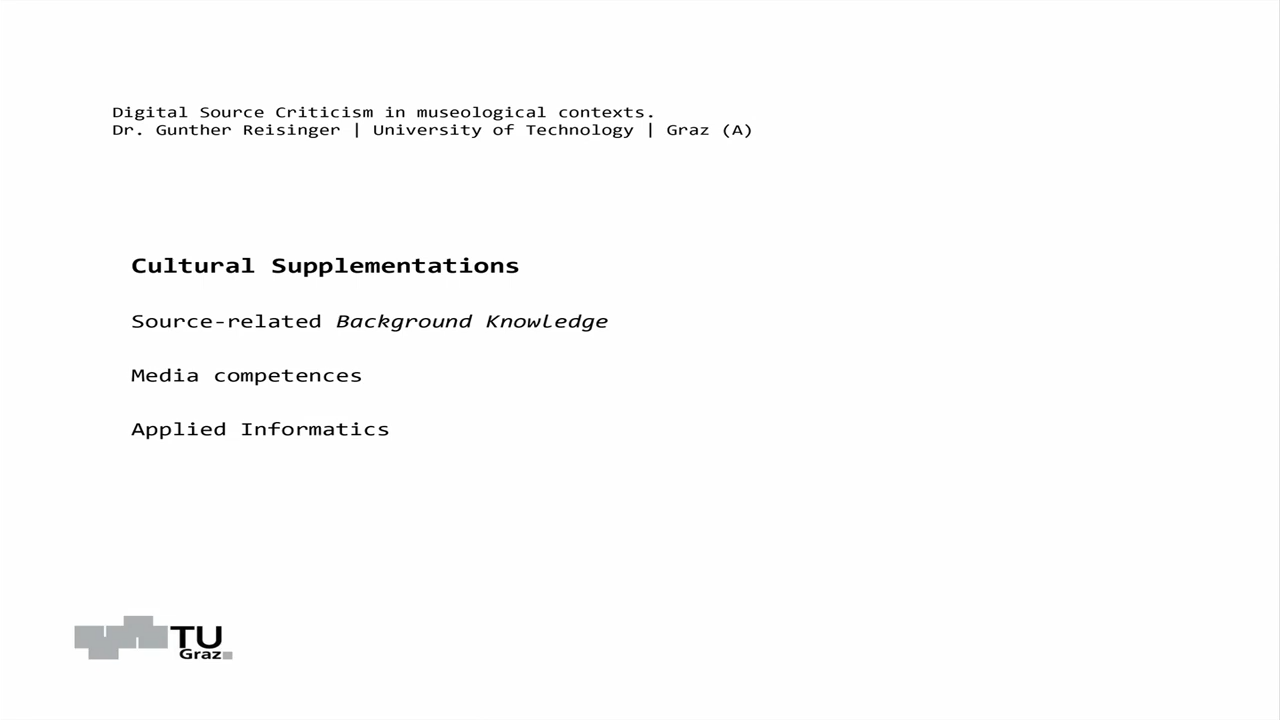 Digital Source Criticism in museological contexts.
Dr. Gunther Reisinger | University of Technology | Graz (A)
Cultural Supplementations
Source-related Background Knowledge
Media competences
Applied Informatics
TU
Graz